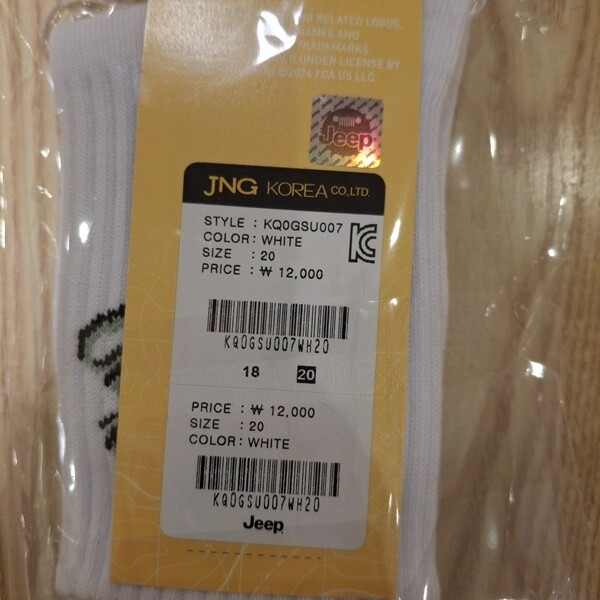 ND RELATED LOGOS,
NAMES AND
TRADEMARKS
UNDER LICENSE BY
FCA US LLC.
Jeep
JNG KOREA CO.,LTD.
STYLE : KQ0GSU007
COLOR: WHITE
SIZE : 20
PRICE : ₩ 12,000
KQ0GSU007WH20
18 20
PRICE : ₩ 12,000
SIZE : 20
COLOR: WHITE
KQ0GSU007WH20
Jeep